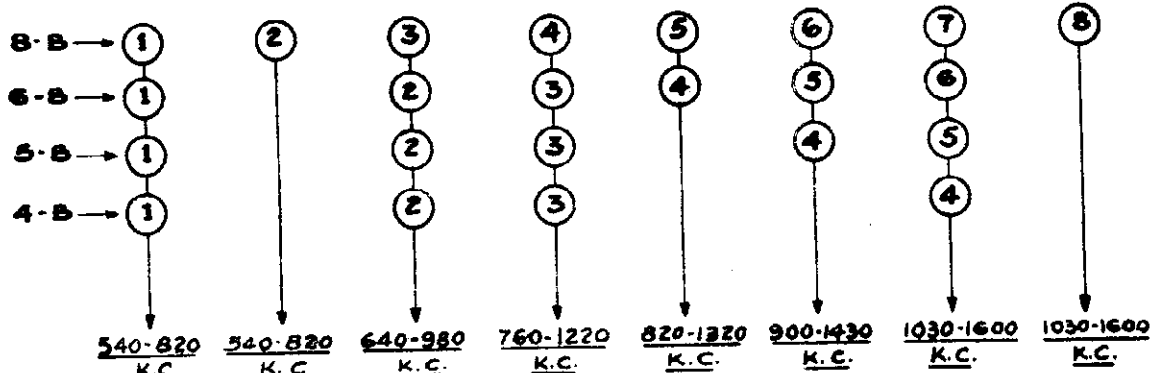 8-B 1 2 3 4 5 6 7 8
6-B 1 2 3 4 5 6
5-B 1 2 3 4 5
4-B 1 2 3 4
540-820 540-820 640-980 760-1220 820-1320 900-1430 1030-1600 1030-1600
K.C. K.C. K.C. K.C. K.C. K.C. K.C. K.C.